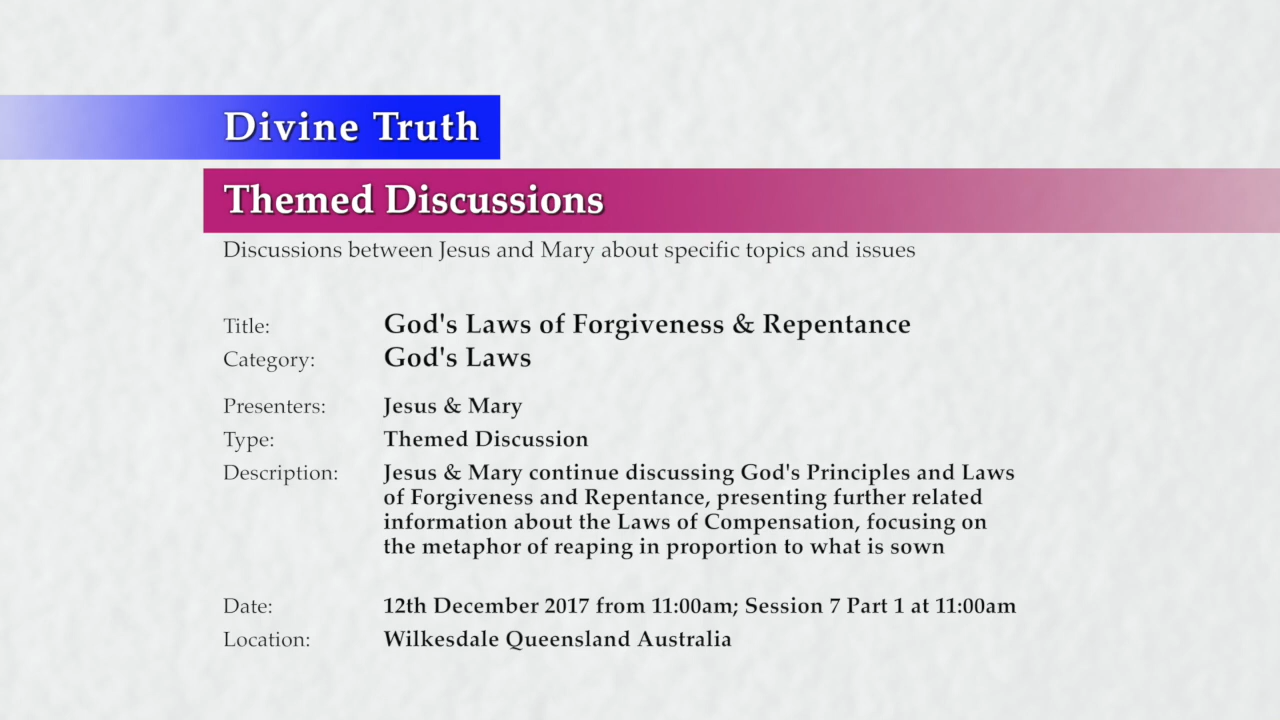 Divine Truth
Themed Discussions
Discussions between Jesus and Mary about specific topics and issues
Title: God's Laws of Forgiveness & Repentance
Category: God's Laws
Presenters: Jesus & Mary
Type: Themed Discussion
Description: Jesus & Mary continue discussing God's Principles and Laws
of Forgiveness and Repentance, presenting further related
information about the Laws of Compensation, focusing on
the metaphor of reaping in proportion to what is sown
Date: 12th December 2017 from 11:00am; Session 7 Part 1 at 11:00am
Location: Wilkesdale Queensland Australia